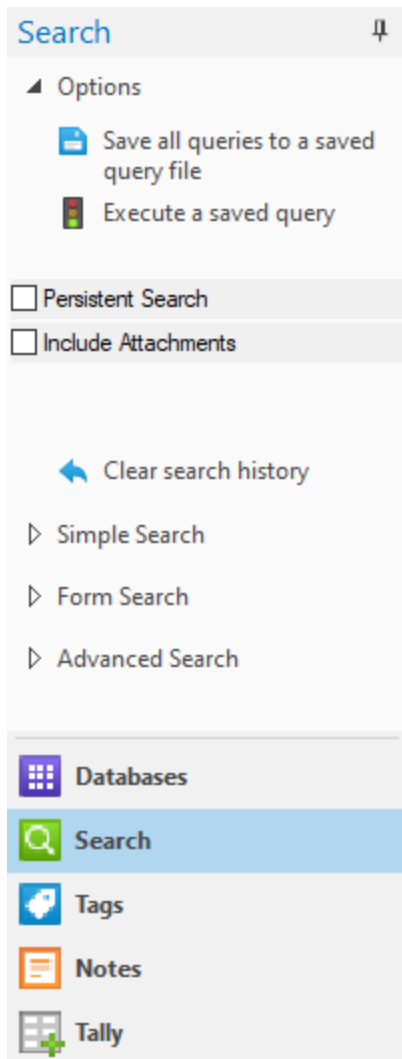 Search
Options
Save all queries to a saved
query file
Execute a saved query
Persistent Search
Include Attachments
Clear search history
Simple Search
Form Search
Advanced Search
Databases
Search
Tags
Notes
Tally